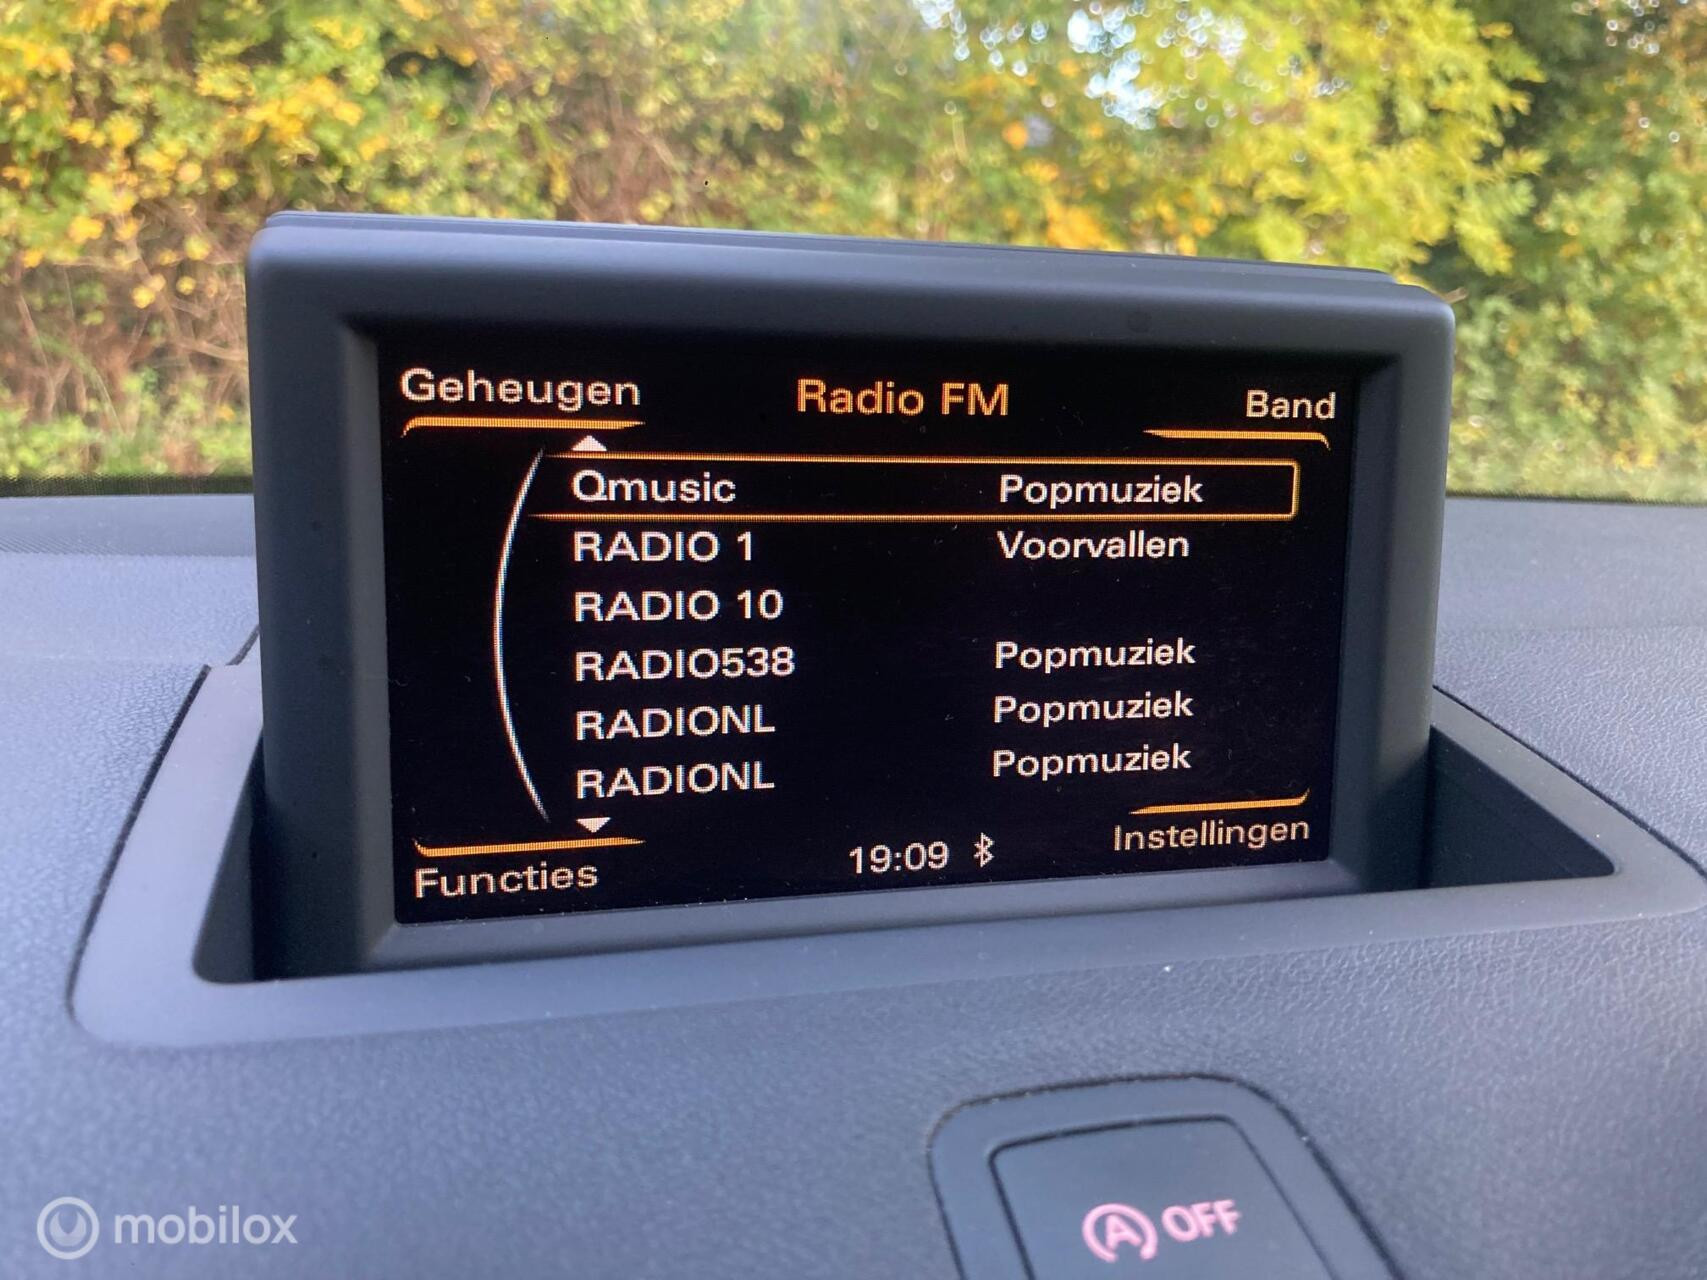 Geheugen Radio FM Band
Qmusic Popmuziek
RADIO 1 Voorvallen
RADIO 10
RADIO538 Popmuziek
RADIONL Popmuziek
RADIONL Popmuziek
Functies 19:09 Instellingen
A OFF
mobilox